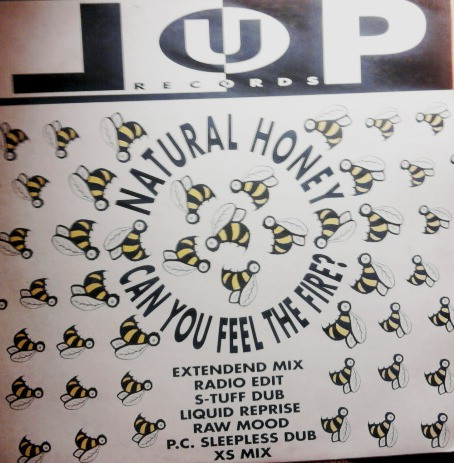 JUP
RECORDS
NATURAL HONEY
CAN YOU FEEL THE FIRE?
EXTENDEND MIX
RADIO EDIT
S-TUFF DUB
LIQUID REPRISE
RAW MOOD
P.C. SLEEPLESS DUB
XS MIX